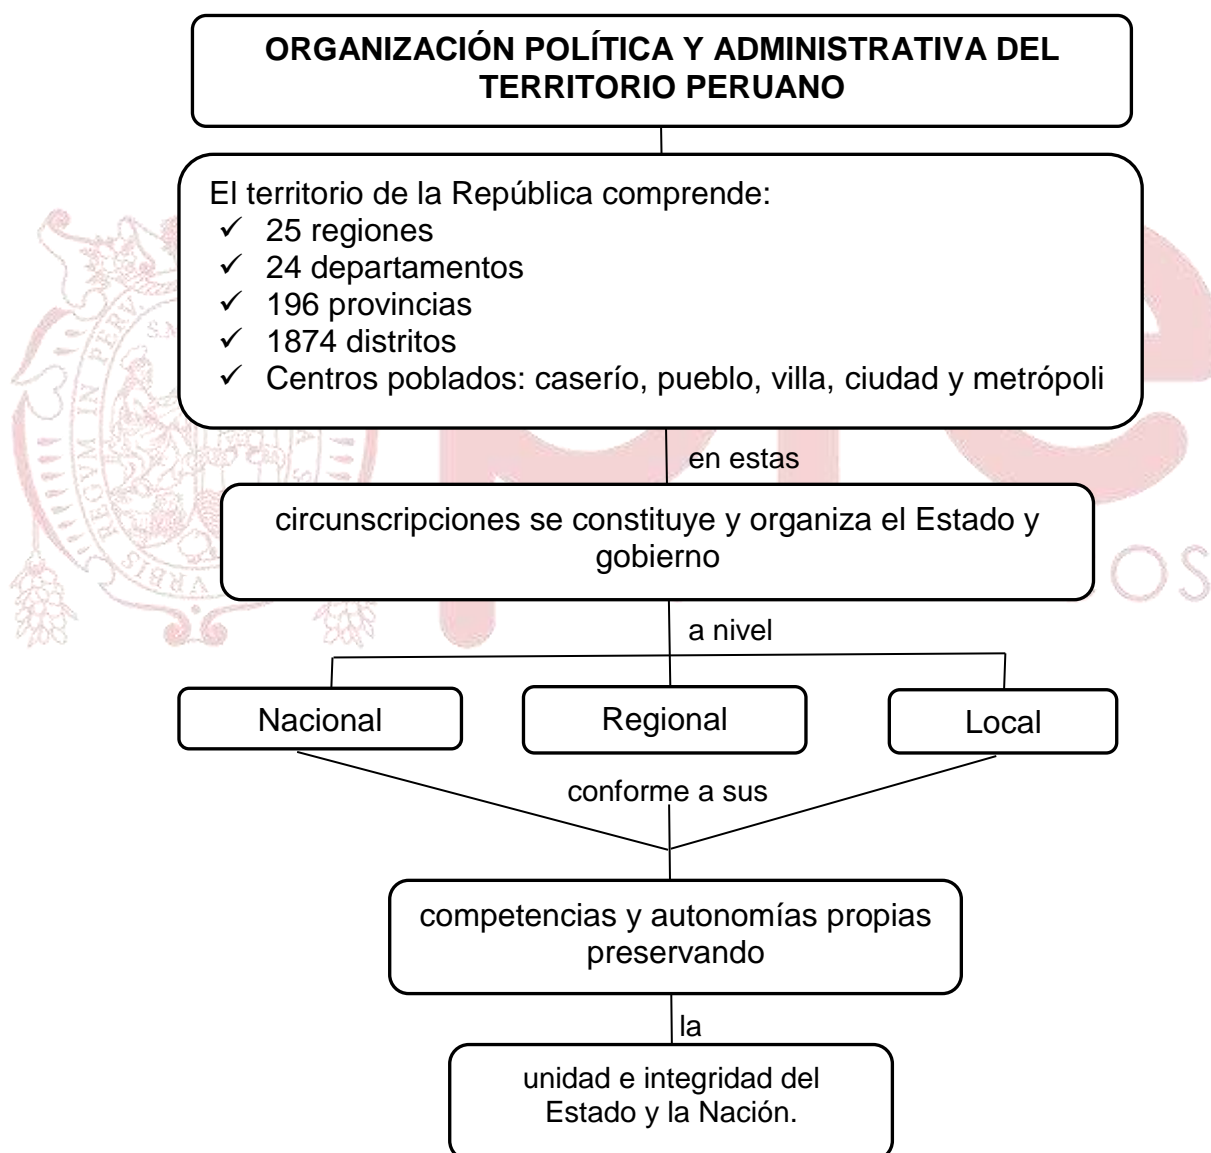 ORGANIZACIÓN POLÍTICA Y ADMINISTRATIVA DEL
TERRITORIO PERUANO
El territorio de la República comprende:
✓ 25 regiones
✓ 24 departamentos
✓ 196 provincias
✓ 1874 distritos
✓ Centros poblados: caserío, pueblo, villa, ciudad y metrópoli
en estas
circunscripciones se constituye y organiza el Estado y
gobierno
a nivel
Nacional
Regional
Local
conforme a sus
competencias y autonomías propias
preservando
la
unidad e integridad del
Estado y la Nación.